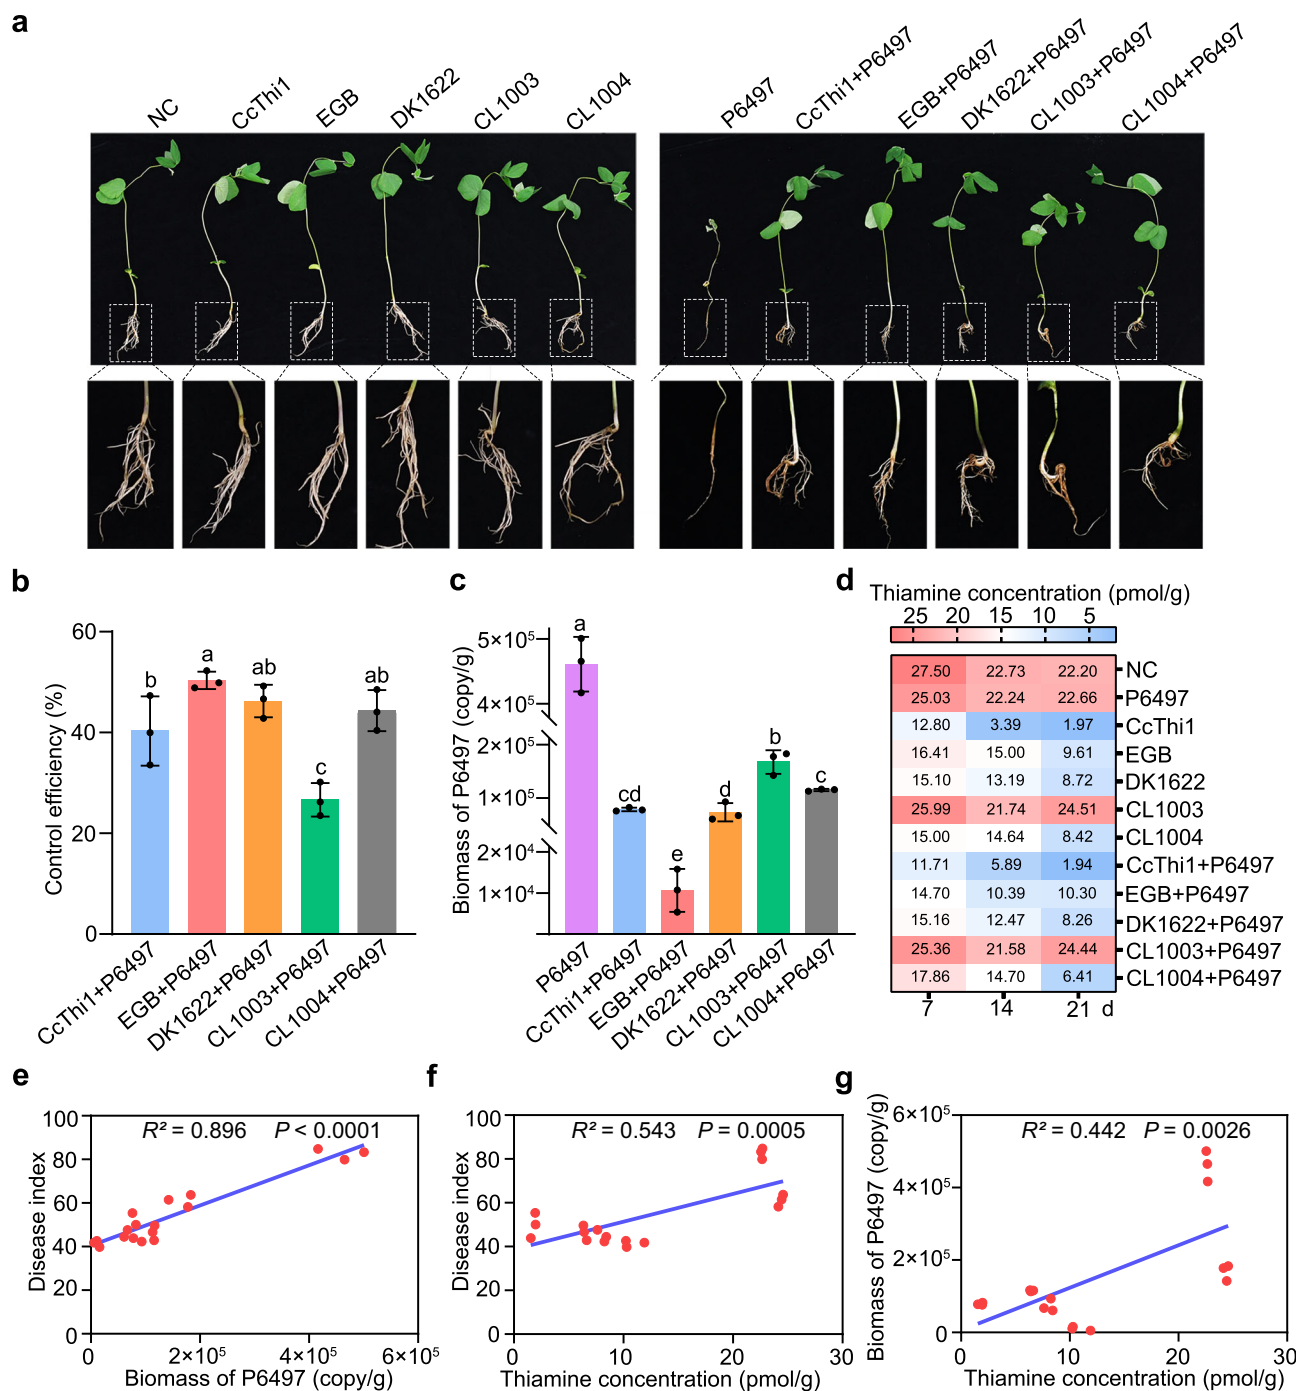 a
NC
CcThi1
EGB
DK1622
CL1003
CL1004
P6497
CcThi1+P6497
EGB+P6497
DK1622+P6497
CL1003+P6497
CL1004+P6497
b
Control efficiency (%)
60
40
20
0
b
a
ab
c
ab
CcThi1+P6497
EGB+P6497
DK1622+P6497
CL1003+P6497
CL1004+P6497
c
Biomass of P6497 (copy/g)
5×10⁵
4×10⁵
2×10⁵
1×10⁵
2×10⁴
1×10⁴
a
cd
e
d
b
c
P6497
CcThi1+P6497
EGB+P6497
DK1622+P6497
CL1003+P6497
CL1004+P6497
d
Thiamine concentration (pmol/g)
25 20 15 10 5
27.50 22.73 22.20 NC
25.03 22.24 22.66 P6497
12.80 3.39 1.97 CcThi1
16.41 15.00 9.61 EGB
15.10 13.19 8.72 DK1622
25.99 21.74 24.51 CL1003
15.00 14.64 8.42 CL1004
11.71 5.89 1.94 CcThi1+P6497
14.70 10.39 10.30 EGB+P6497
15.16 12.47 8.26 DK1622+P6497
25.36 21.58 24.44 CL1003+P6497
17.86 14.70 6.41 CL1004+P6497
7 14 21 d
e
Disease index
100
80
60
40
20
0
R² = 0.896 P < 0.0001
0 2×10⁵ 4×10⁵ 6×10⁵
Biomass of P6497 (copy/g)
f
Disease index
100
80
60
40
20
0
R² = 0.543 P = 0.0005
0 10 20 30
Thiamine concentration (pmol/g)
g
Biomass of P6497 (copy/g)
6×10⁵
4×10⁵
2×10⁵
0
R² = 0.442 P = 0.0026
0 10 20 30
Thiamine concentration (pmol/g)